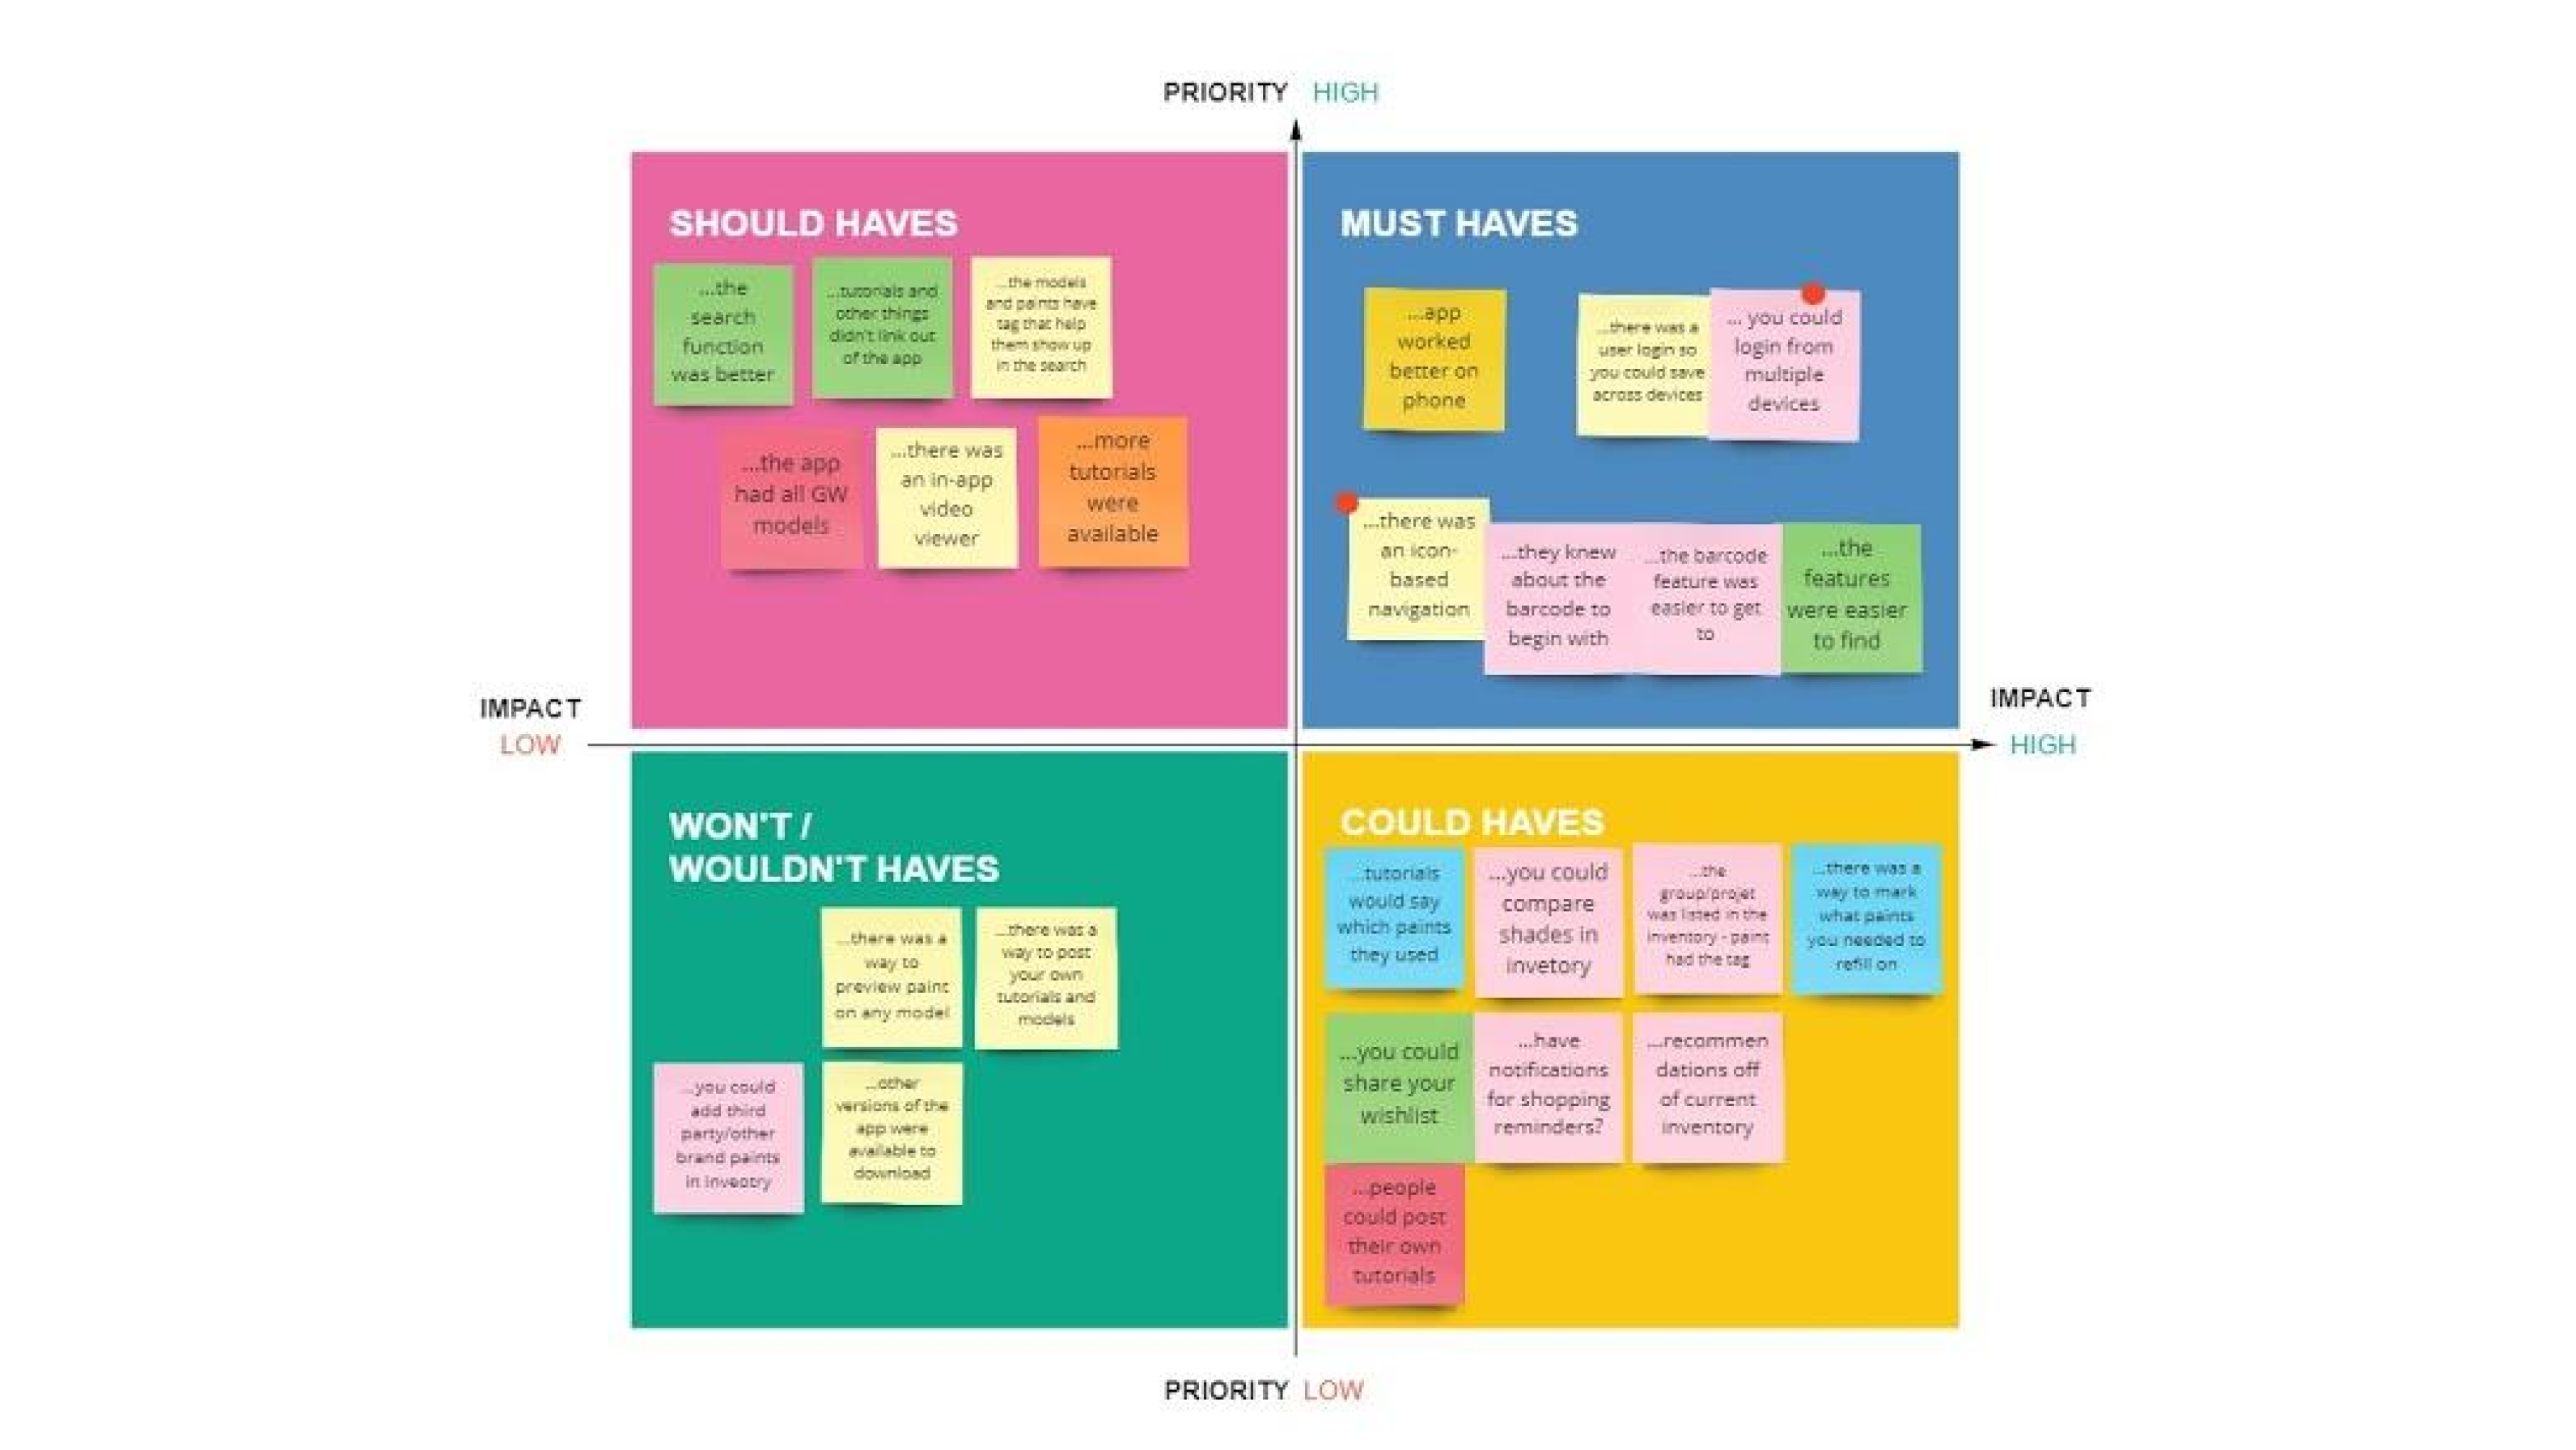 PRIORITY HIGH
SHOULD HAVES
...the
search
function
was better
...tutorials and
other things
didn't link out
of the app
...the models
and paints have
tag that help
them show up
in the search
...the app
had all GW
models
...there was
an in-app
video
viewer
...more
tutorials
were
available
MUST HAVES
...app
worked
better on
phone
...there was a
user login so
you could save
across devices
... you could
login from
multiple
devices
...there was
an icon-
based
navigation
...they knew
about the
barcode to
begin with
...the barcode
feature was
easier to get
to
...the
features
were easier
to find
IMPACT
LOW
IMPACT
HIGH
WON'T /
WOULDN'T HAVES
...there was a
way to
preview paint
on any model
...there was a
way to post
your own
tutorials and
models
...you could
add third
party/other
brand paints
in inveotry
...other
versions of the
app were
available to
download
COULD HAVES
...tutorials
would say
which paints
they used
...you could
compare
shades in
invetory
...the
group/projet
was listed in the
inventory - paint
had the tag
...there was a
way to mark
what paints
you needed to
refill on
...you could
share your
wishlist
...have
notifications
for shopping
reminders?
...recommen
dations off
of current
inventory
...people
could post
their own
tutorials
PRIORITY LOW